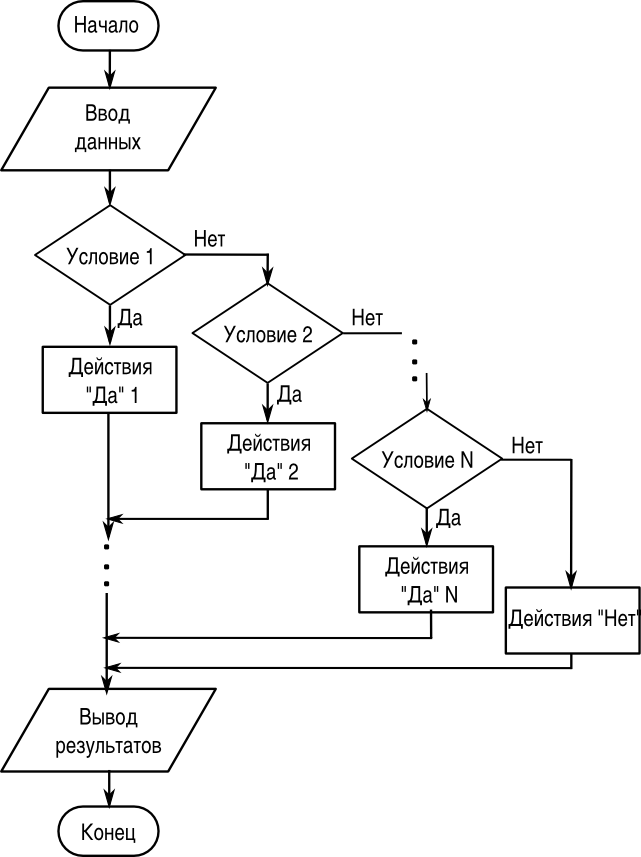 Начало
Ввод
данных
Условие 1
Нет
Да
Условие 2
Нет
Действия
"Да" 1
Да
Действия
"Да" 2
Условие N
Нет
Да
Действия
"Да" N
Действия "Нет"
Вывод
результатов
Конец